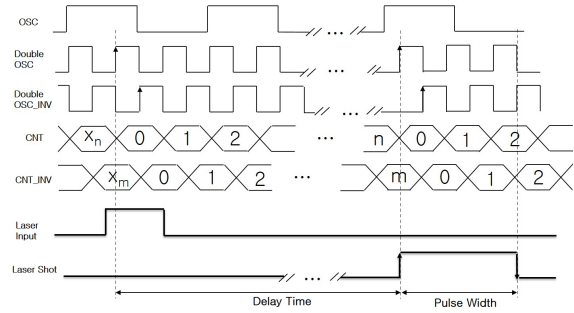 OSC
Double
OSC
Double
OSC_INV
CNT
Xn 0 1 2 ... n 0 1 2
CNT_INV
Xm 0 1 2 ... m 0 1 2
Laser
Input
Laser Shot
Delay Time
Pulse Width